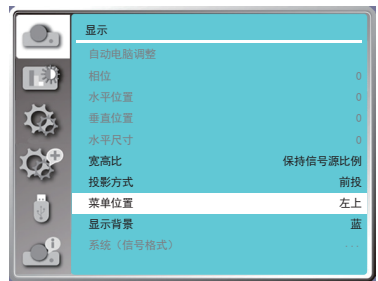 显示
自动电脑调整
相位 0
水平位置 0
垂直位置 0
水平尺寸 0
宽高比 保持信号源比例
投影方式 前投
菜单位置 左上
显示背景 蓝
系统（信号格式） ---